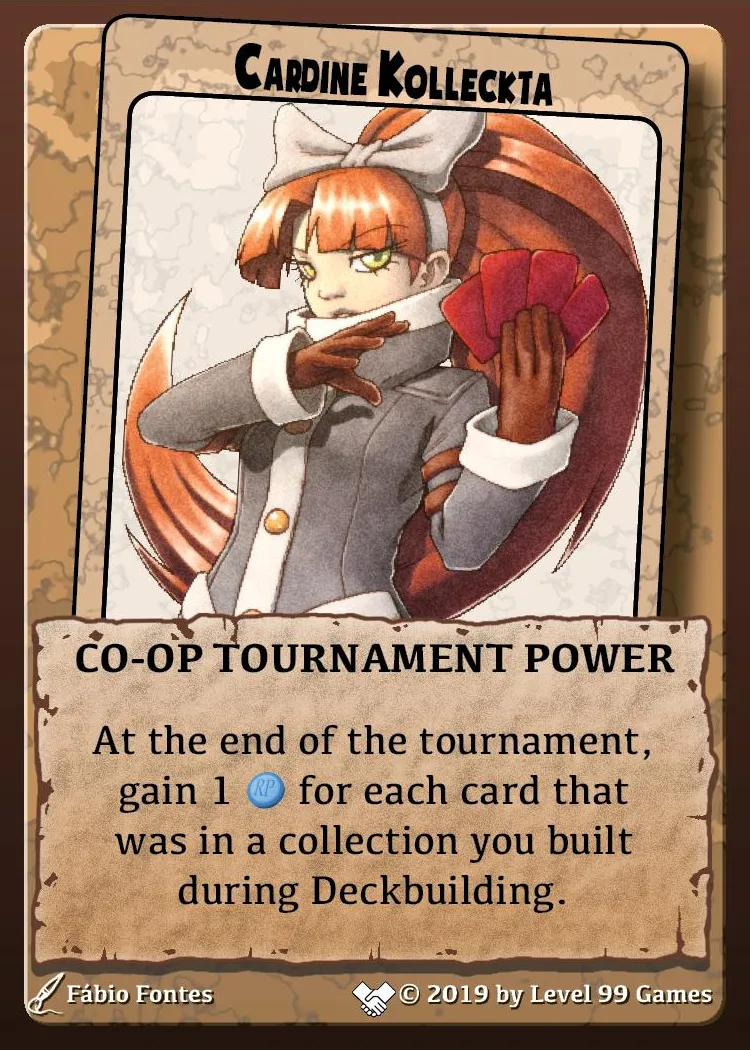 CARDINE KOLLECKTA
CO-OP TOURNAMENT POWER
At the end of the tournament,
gain 1 RP for each card that
was in a collection you built
during Deckbuilding.
Fábio Fontes
© 2019 by Level 99 Games